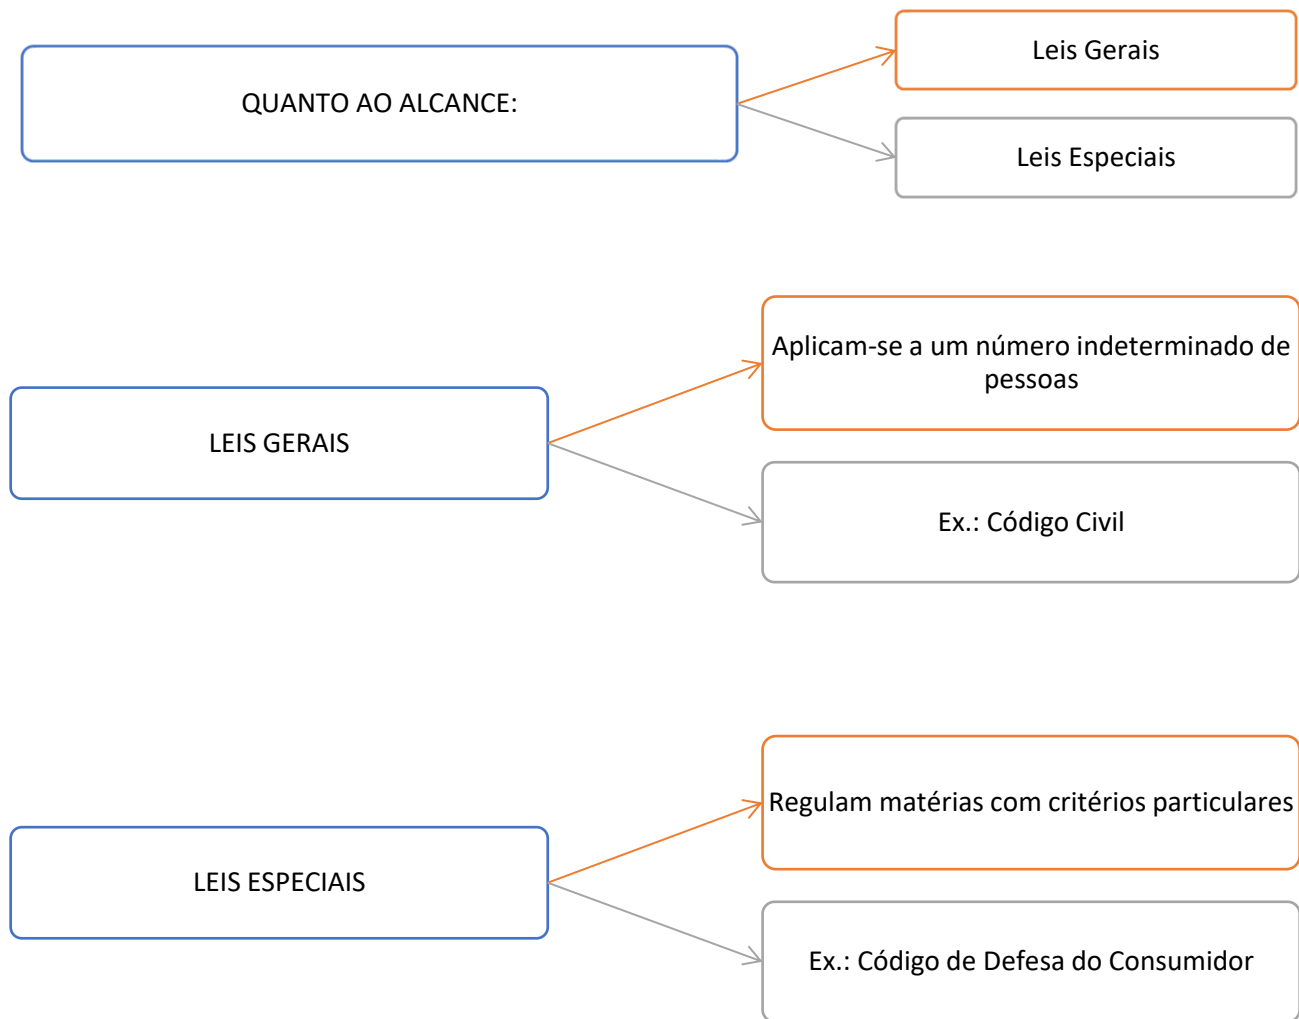 QUANTO AO ALCANCE:
Leis Gerais
Leis Especiais
LEIS GERAIS
Aplicam-se a um número indeterminado de
pessoas
Ex.: Código Civil
LEIS ESPECIAIS
Regulam matérias com critérios particulares
Ex.: Código de Defesa do Consumidor